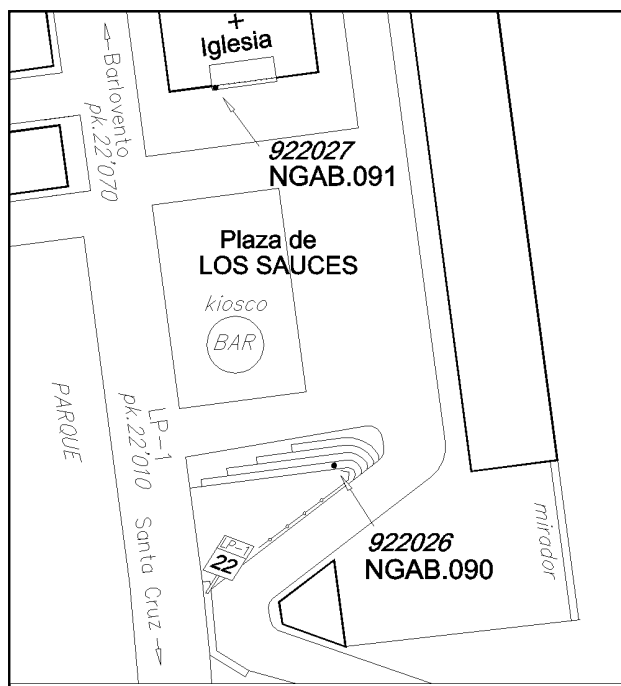 +
Iglesia
←Barlovento
pk.22'070
922027
NGAB.091
Plaza de
LOS SAUCES
kiosco
BAR
PARQUE
LP-1
pk.22'010
Santa Cruz →
LP-1
22
922026
NGAB.090
mirador